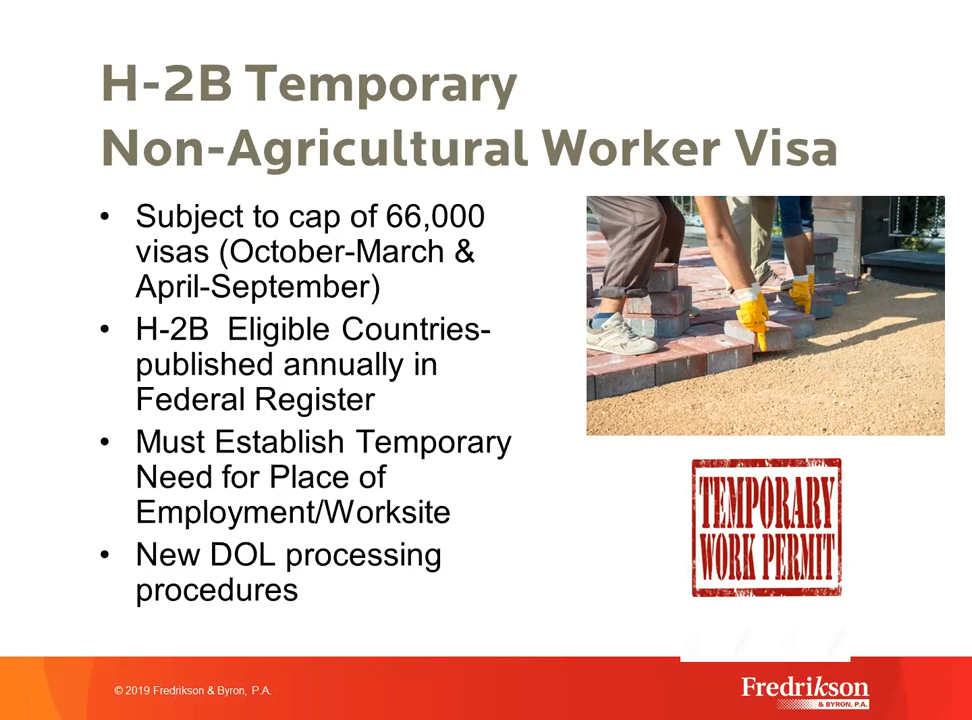 H-2B Temporary
Non-Agricultural Worker Visa
• Subject to cap of 66,000
visas (October-March &
April-September)
• H-2B Eligible Countries-
published annually in
Federal Register
• Must Establish Temporary
Need for Place of
Employment/Worksite
• New DOL processing
procedures
TEMPORARY
WORK PERMIT
© 2019 Fredrikson & Byron, P.A.
Fredrikson
& BYRON, P.A.